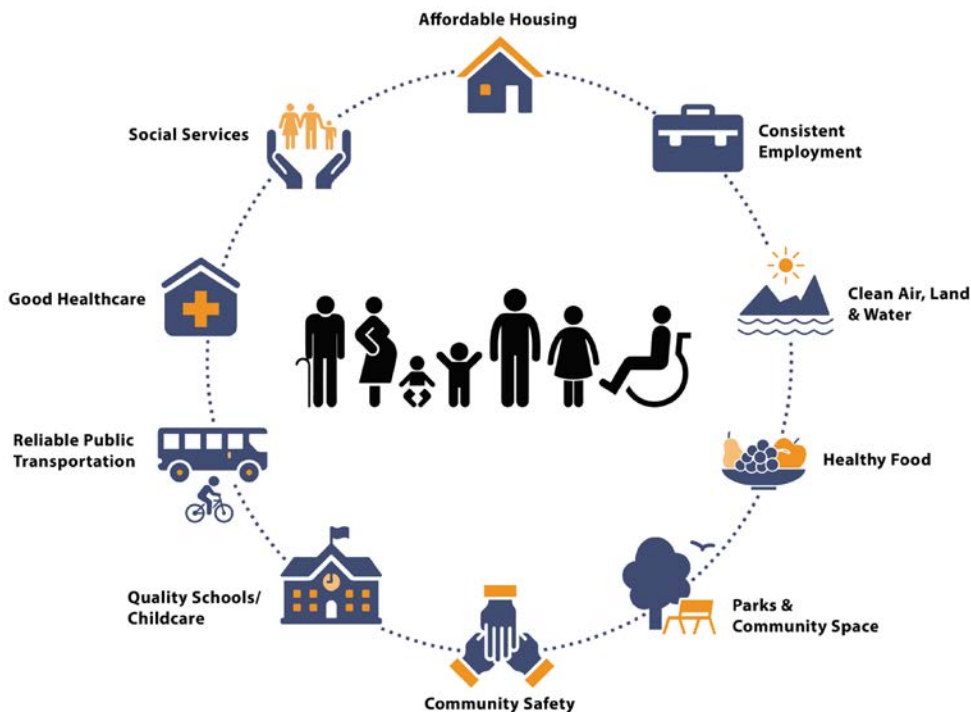 Affordable Housing
Consistent
Employment
Clean Air, Land
& Water
Healthy Food
Parks &
Community Space
Community Safety
Quality Schools/
Childcare
Reliable Public
Transportation
Good Healthcare
Social Services